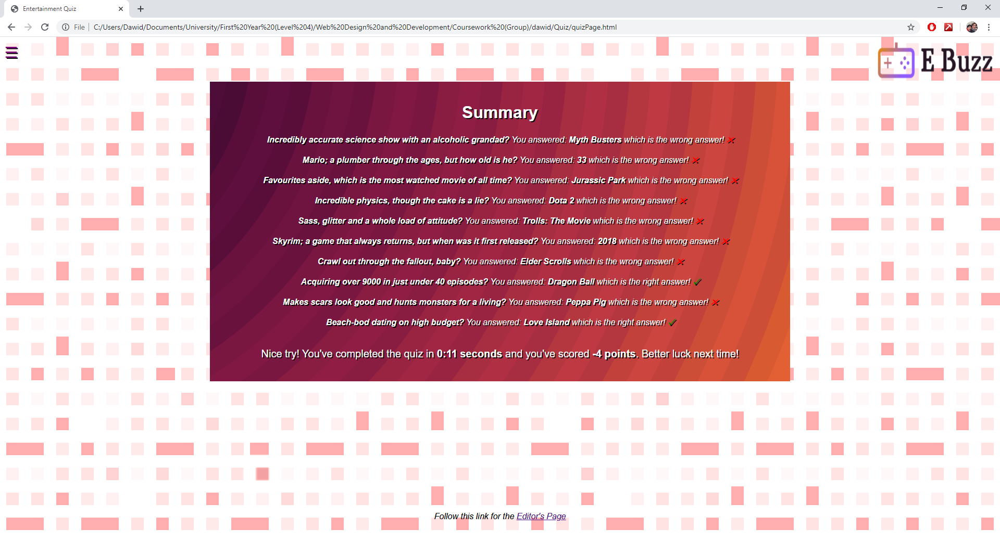 Entertainment Quiz
File
C:/Users/Dawid/Documents/University/First%20Year%20(Level%204)/Web%20Design%20and%20Development/Coursework%20(Group)/dawid/Quiz/quizPage.html
E Buzz
Summary
Incredibly accurate science show with an alcoholic grandad? You answered: Myth Busters which is the wrong answer! ✗
Mario; a plumber through the ages, but how old is he? You answered: 33 which is the wrong answer! ✗
Favourites aside, which is the most watched movie of all time? You answered: Jurassic Park which is the wrong answer! ✗
Incredible physics, though the cake is a lie? You answered: Dota 2 which is the wrong answer! ✗
Sass, glitter and a whole load of attitude? You answered: Trolls: The Movie which is the wrong answer! ✗
Skyrim; a game that always returns, but when was it first released? You answered: 2018 which is the wrong answer! ✗
Crawl out through the fallout, baby? You answered: Elder Scrolls which is the wrong answer! ✗
Acquiring over 9000 in just under 40 episodes? You answered: Dragon Ball which is the right answer! ✓
Makes scars look good and hunts monsters for a living? You answered: Peppa Pig which is the wrong answer! ✗
Beach-bod dating on high budget? You answered: Love Island which is the right answer! ✓
Nice try! You've completed the quiz in 0:11 seconds and you've scored -4 points. Better luck next time!
Follow this link for the Editor's Page